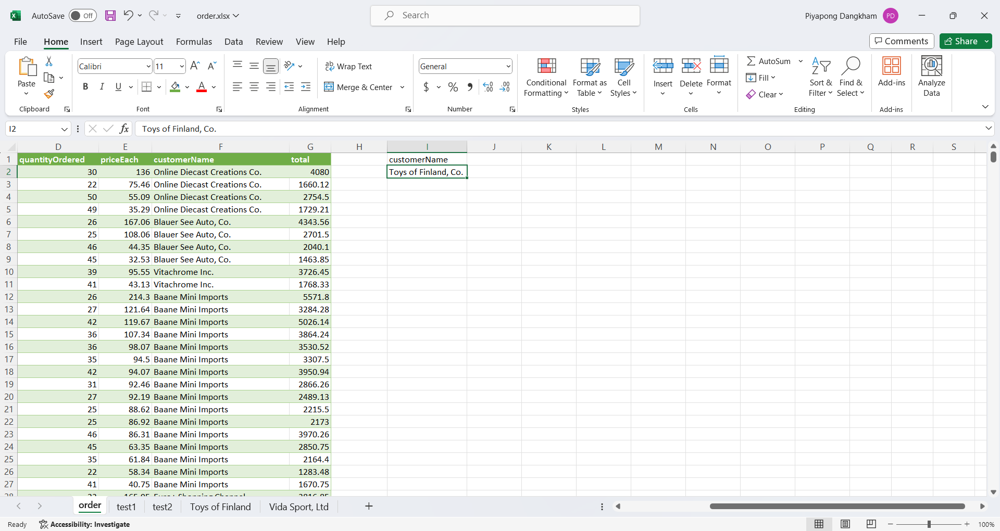 AutoSave Off order.xlsx Search Piyapong Dangkham PD
File Home Insert Page Layout Formulas Data Review View Help Comments Share
Paste Clipboard
Calibri 11 B I U A Font
Wrap Text Merge & Center Alignment
General $ % Number
Conditional Formatting Format as Table Cell Styles Styles
Insert Delete Format Cells
AutoSum Fill Clear Sort & Filter Find & Select Editing
Add-ins Add-ins
Analyze Data
I2 fx Toys of Finland, Co.
D E F G H I J K L M N O P Q R S
1 quantityOrdered priceEach customerName total customerName
2 30 136 Online Diecast Creations Co. 4080 Toys of Finland, Co.
3 22 75.46 Online Diecast Creations Co. 1660.12
4 50 55.09 Online Diecast Creations Co. 2754.5
5 49 35.29 Online Diecast Creations Co. 1729.21
6 26 167.06 Blauer See Auto, Co. 4343.56
7 25 108.06 Blauer See Auto, Co. 2701.5
8 46 44.35 Blauer See Auto, Co. 2040.1
9 45 32.53 Blauer See Auto, Co. 1463.85
10 39 95.55 Vitachrome Inc. 3726.45
11 41 43.13 Vitachrome Inc. 1768.33
12 26 214.3 Baane Mini Imports 5571.8
13 27 121.64 Baane Mini Imports 3284.28
14 42 119.67 Baane Mini Imports 5026.14
15 36 107.34 Baane Mini Imports 3864.24
16 36 98.07 Baane Mini Imports 3530.52
17 35 94.5 Baane Mini Imports 3307.5
18 42 94.07 Baane Mini Imports 3950.94
19 31 92.46 Baane Mini Imports 2866.26
20 27 92.19 Baane Mini Imports 2489.13
21 25 88.62 Baane Mini Imports 2215.5
22 25 86.92 Baane Mini Imports 2173
23 46 86.31 Baane Mini Imports 3970.26
24 45 63.35 Baane Mini Imports 2850.75
25 35 61.84 Baane Mini Imports 2164.4
26 22 58.34 Baane Mini Imports 1283.48
27 41 40.75 Baane Mini Imports 1670.75
order test1 test2 Toys of Finland Vida Sport, Ltd
Ready Accessibility: Investigate 100%